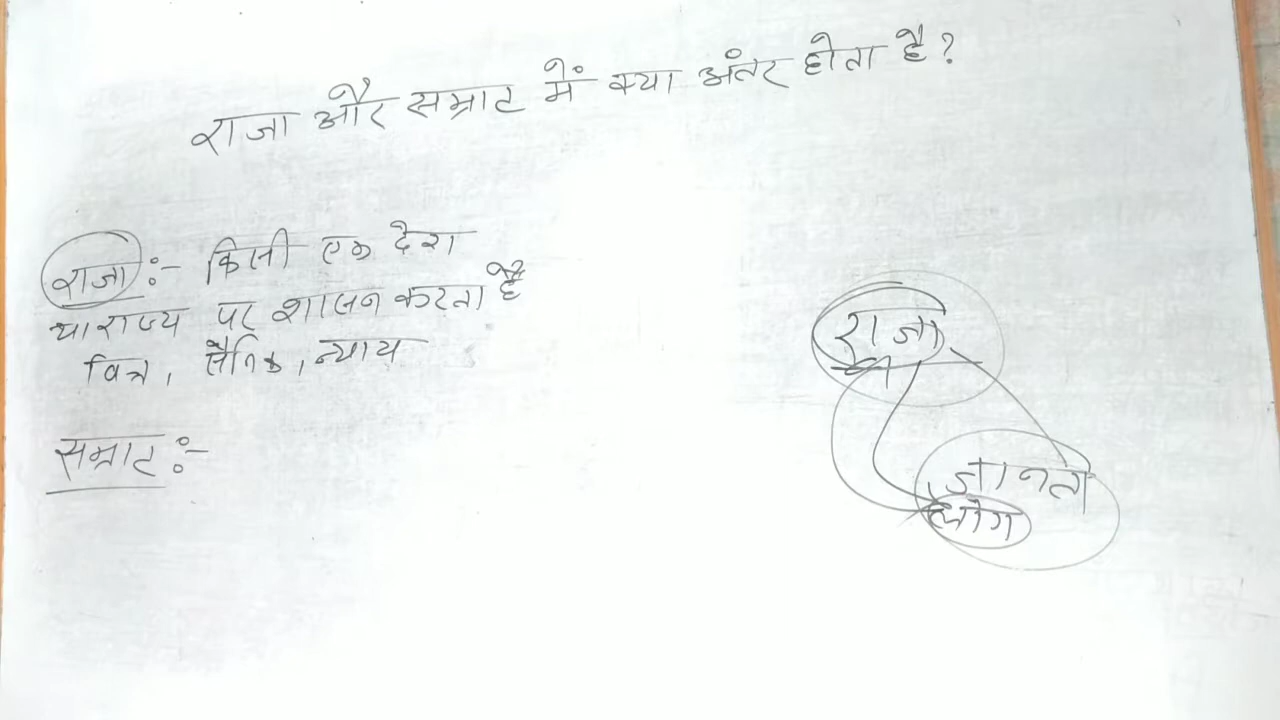 राजा और सम्राट में क्या अंतर होता है?
राजा :- किसी एक देश
या राज्य पर शासन करता है
वित्त, सैनिक, न्याय
सम्राट :-
राजा
जानता
लोग